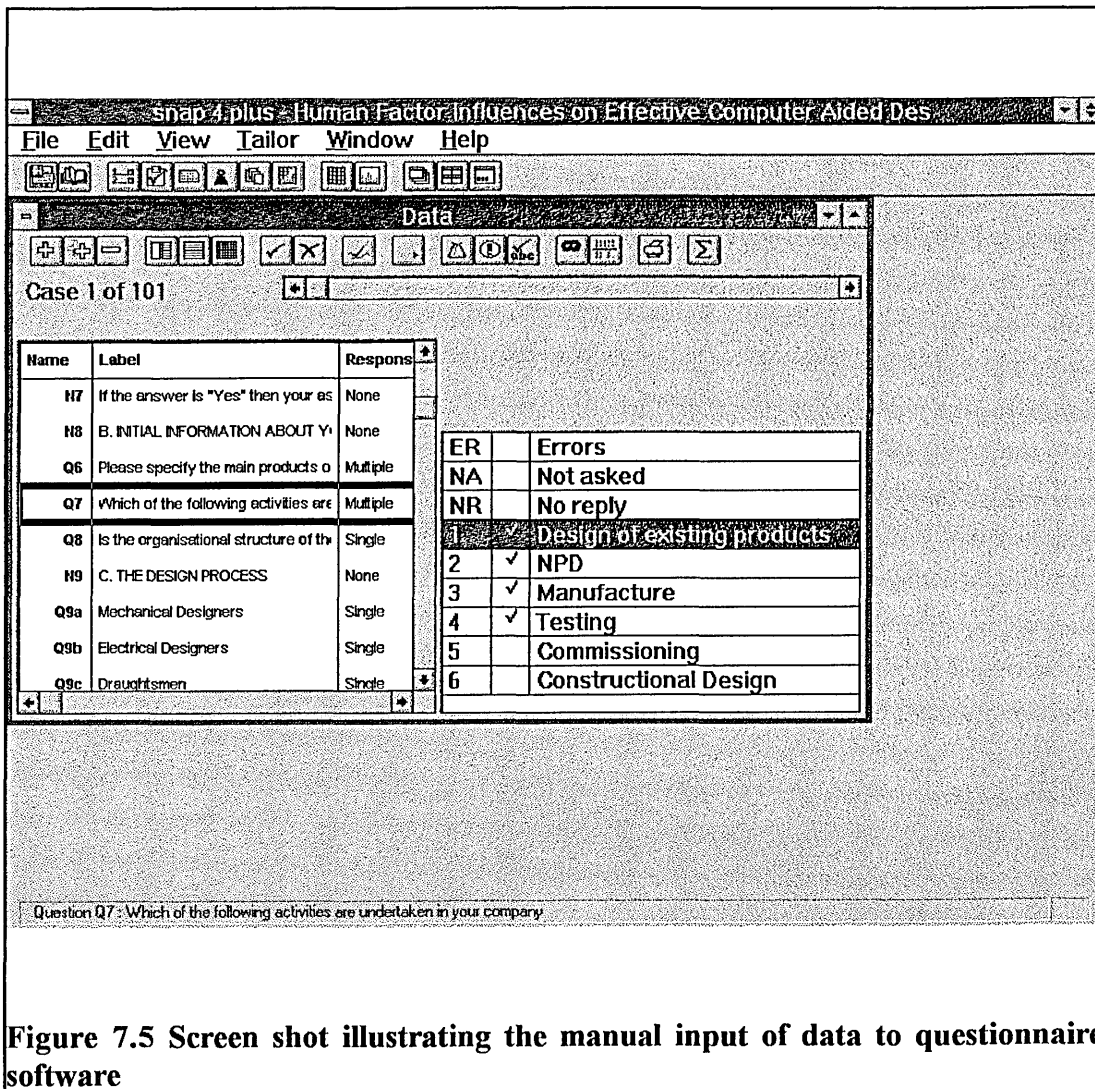 snap 4 plus - Human Factor Influences on Effective Computer Aided Des
File Edit View Tailor Window Help
Data
abc Σ
Case 1 of 101
Name Label Respons
N7 If the answer is "Yes" then your as None
N8 B. INITIAL INFORMATION ABOUT None
Q6 Please specify the main products o Multiple
Q7 Which of the following activities are Multiple
Q8 Is the organisational structure of Single
N9 C. THE DESIGN PROCESS None
Q9a Mechanical Designers Single
Q9b Electrical Designers Single
Q9c Draughtsmen Single
ER Errors
NA Not asked
NR No reply
1 ✓ Design of existing products
2 ✓ NPD
3 ✓ Manufacture
4 ✓ Testing
5 Commissioning
6 Constructional Design
Question Q7 : Which of the following activities are undertaken in your company
Figure 7.5 Screen shot illustrating the manual input of data to questionnaire
software